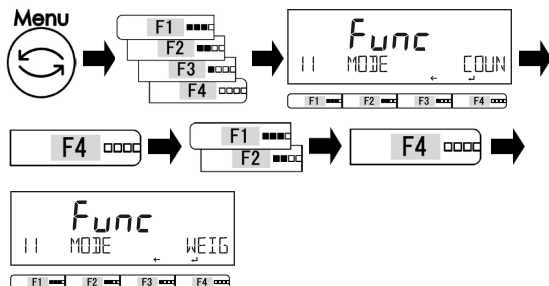 Menu
F1
F2
F3
F4
Func
11 MODE COUN
← ↵
F1 F2 F3 F4
F4
F1
F2
F4
Func
11 MODE WEIG
← ↵
F1 F2 F3 F4